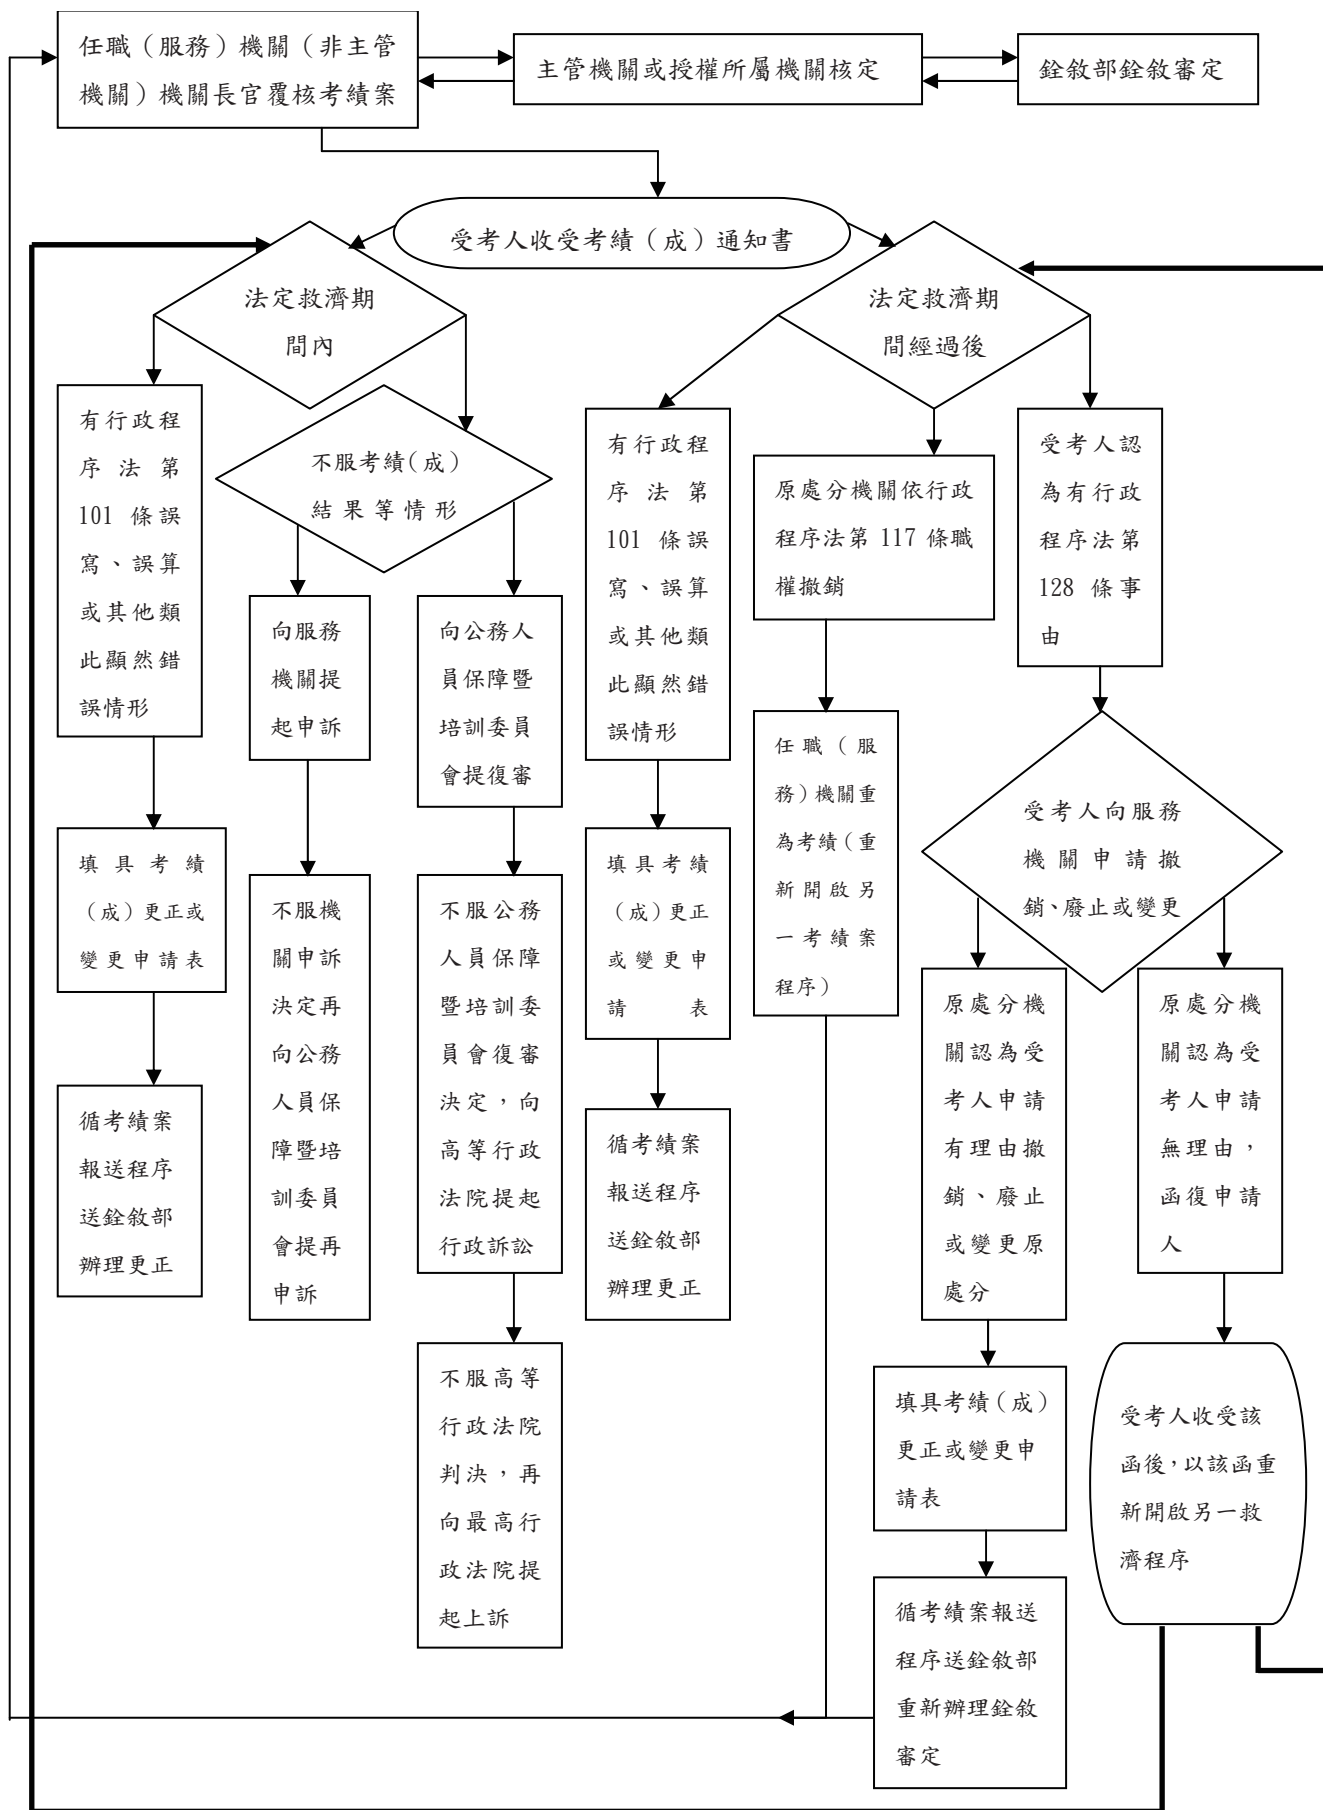 任職（服務）機關（非主管
機關）機關長官覆核考績案
主管機關或授權所屬機關核定
銓敘部銓敘審定
受考人收受考績（成）通知書
法定救濟期
間內
法定救濟期
間經過後
有行政程
序法第
101 條誤
寫、誤算
或其他類
此顯然錯
誤情形
不服考績（成）
結果等情形
有行政程
序法第
101 條誤
寫、誤算
或其他類
此顯然錯
誤情形
原處分機關依行政
程序法第 117 條職
權撤銷
受考人認
為有行政
程序法第
128 條事
由
向服務
機關提
起申訴
向公務人
員保障暨
培訓委員
會提復審
任職（服
務）機關重
為考績（重
新開啟另
一考績案
程序）
受考人向服務
機關申請撤
銷、廢止或變更
填具考績
（成）更正或
變更申請表
不服機
關申訴
決定再
向公務
人員保
障暨培
訓委員
會提再
申訴
不服公務
人員保障
暨培訓委
員會復審
決定，向
高等行政
法院提起
行政訴訟
填具考績
（成）更正
或變更申
請表
原處分機
關認為受
考人申請
有理由撤
銷、廢止
或變更原
處分
原處分機
關認為受
考人申請
無理由，
函復申請
人
循考績案
報送程序
送銓敘部
辦理更正
循考績案
報送程序
送銓敘部
辦理更正
不服高等
行政法院
判決，再
向最高行
政法院提
起上訴
填具考績（成）
更正或變更申
請表
受考人收受該
函後，以該函重
新開啟另一救
濟程序
循考績案報送
程序送銓敘部
重新辦理銓敘
審定